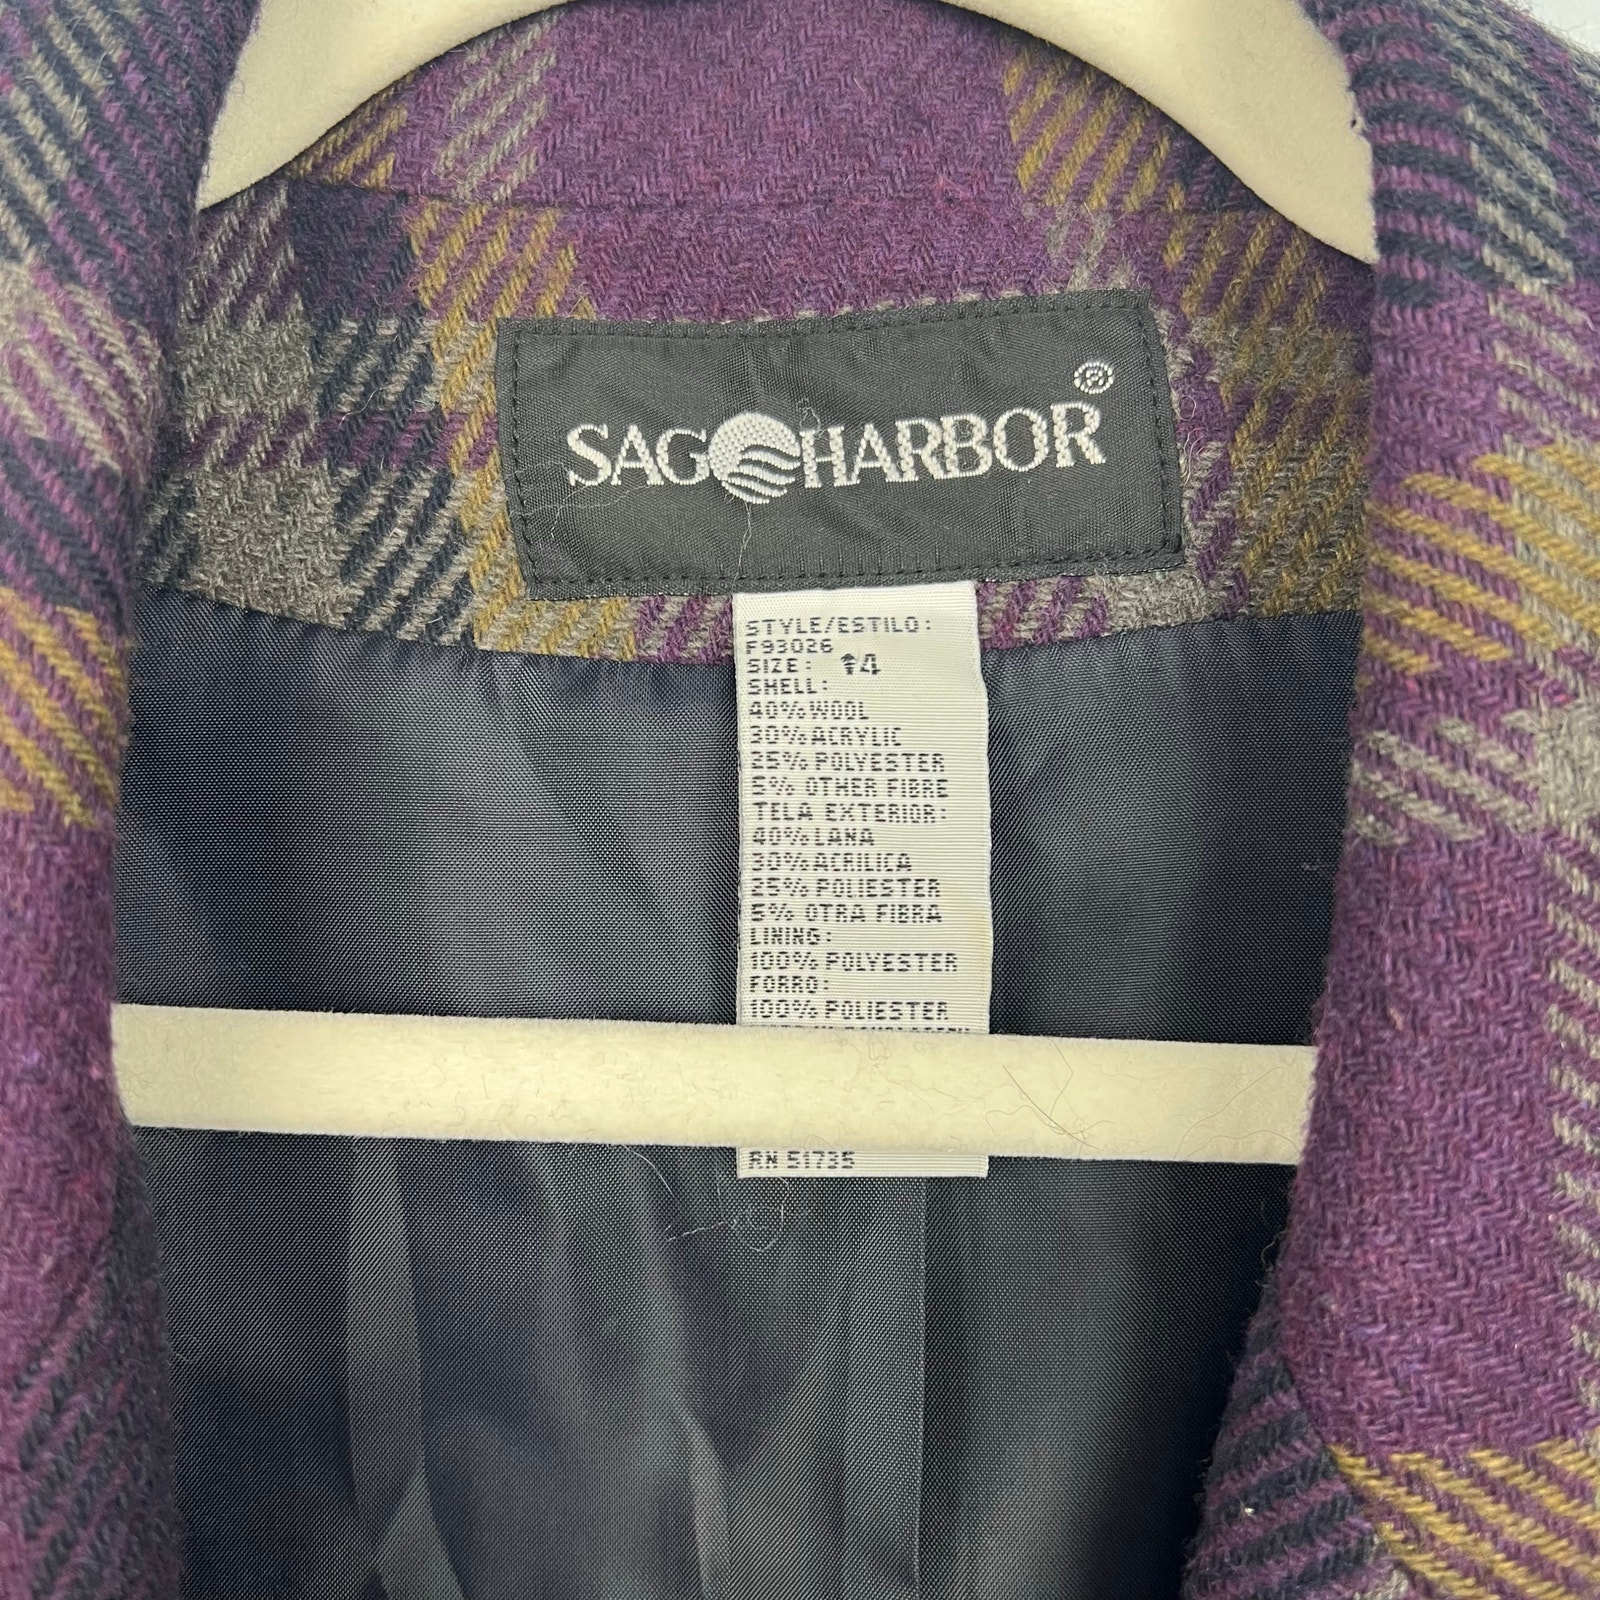 SAG HARBOR®
STYLE/ESTILO:
F93026
SIZE: 14
SHELL:
40% WOOL
30% ACRYLIC
25% POLYESTER
5% OTHER FIBRE
TELA EXTERIOR:
40% LANA
30% ACRILICA
25% POLIESTER
5% OTRA FIBRA
LINING:
100% POLYESTER
FORRO:
100% POLIESTER
RN 51735